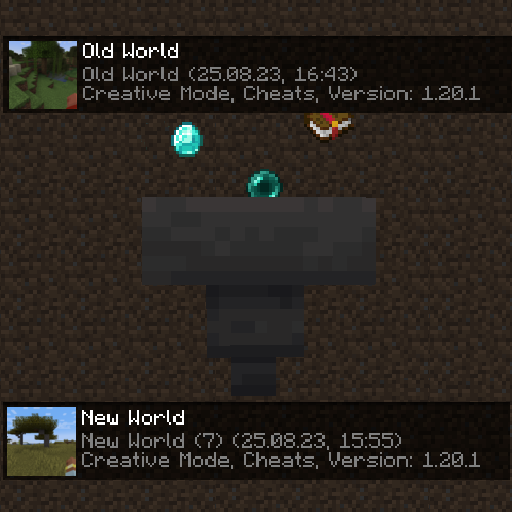 Old World
Old World (25.08.23, 16:43)
Creative Mode, Cheats, Version: 1.20.1
New World
New World (7) (25.08.23, 15:55)
Creative Mode, Cheats, Version: 1.20.1